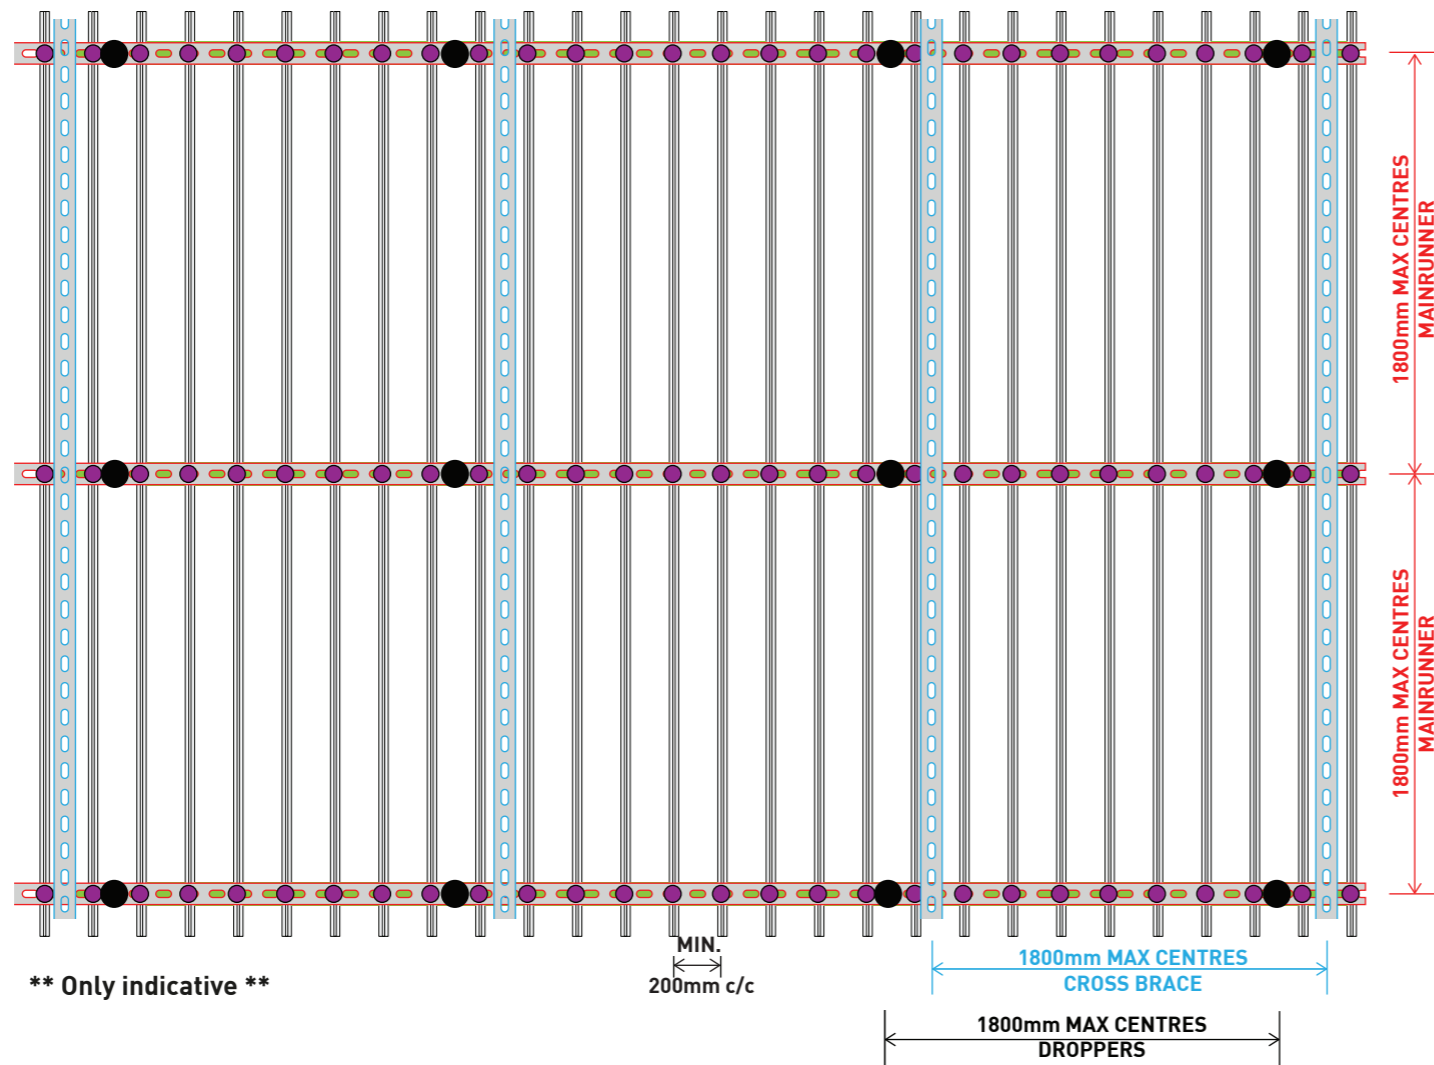 1800mm MAX CENTRES
MAINRUNNER
1800mm MAX CENTRES
MAINRUNNER
MIN.
200mm c/c
1800mm MAX CENTRES
CROSS BRACE
** Only indicative **
1800mm MAX CENTRES
DROPPERS